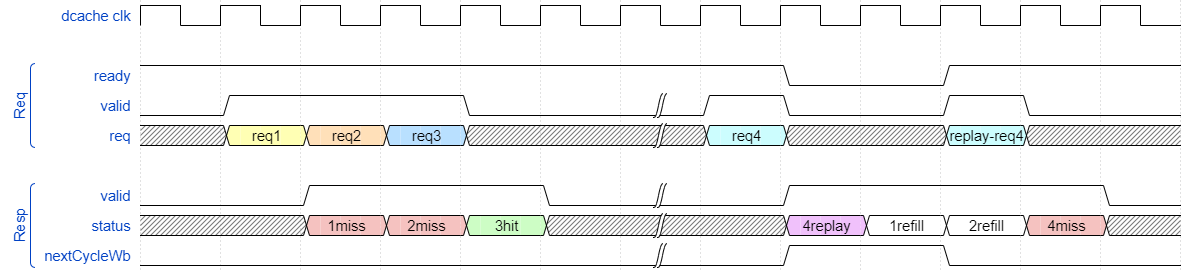 dcache clk
Req
ready
valid
req req1 req2 req3 req4 replay-req4
Resp
valid
status 1miss 2miss 3hit 4replay 1refill 2refill 4miss
nextCycleWb